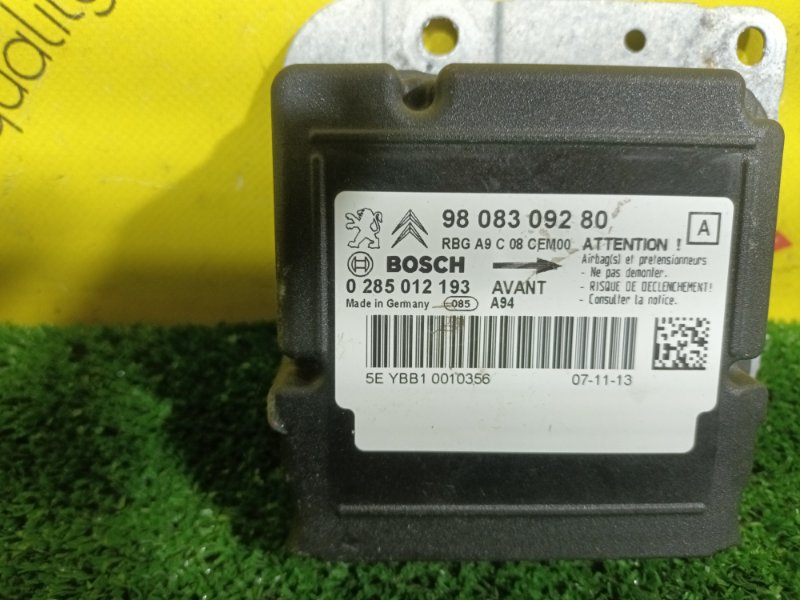 quality
98 083 092 80
A
RBG A9 C 08 CEM00 ATTENTION !
BOSCH
Airbag(s) et pretensionneurs
- Ne pas demonter.
0 285 012 193 AVANT
- RISQUE DE DECLENCHEMENT!
Made in Germany 085 A94
- Consulter la notice.
5E YBB1 0010356 07-11-13